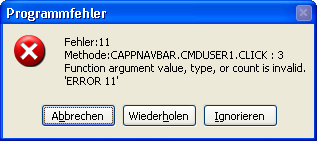 Programmfehler
Fehler:11
Methode:CAPPNAVBAR.CMDUSER1.CLICK : 3
Function argument value, type, or count is invalid.
'ERROR 11'
Abbrechen
Wiederholen
Ignorieren